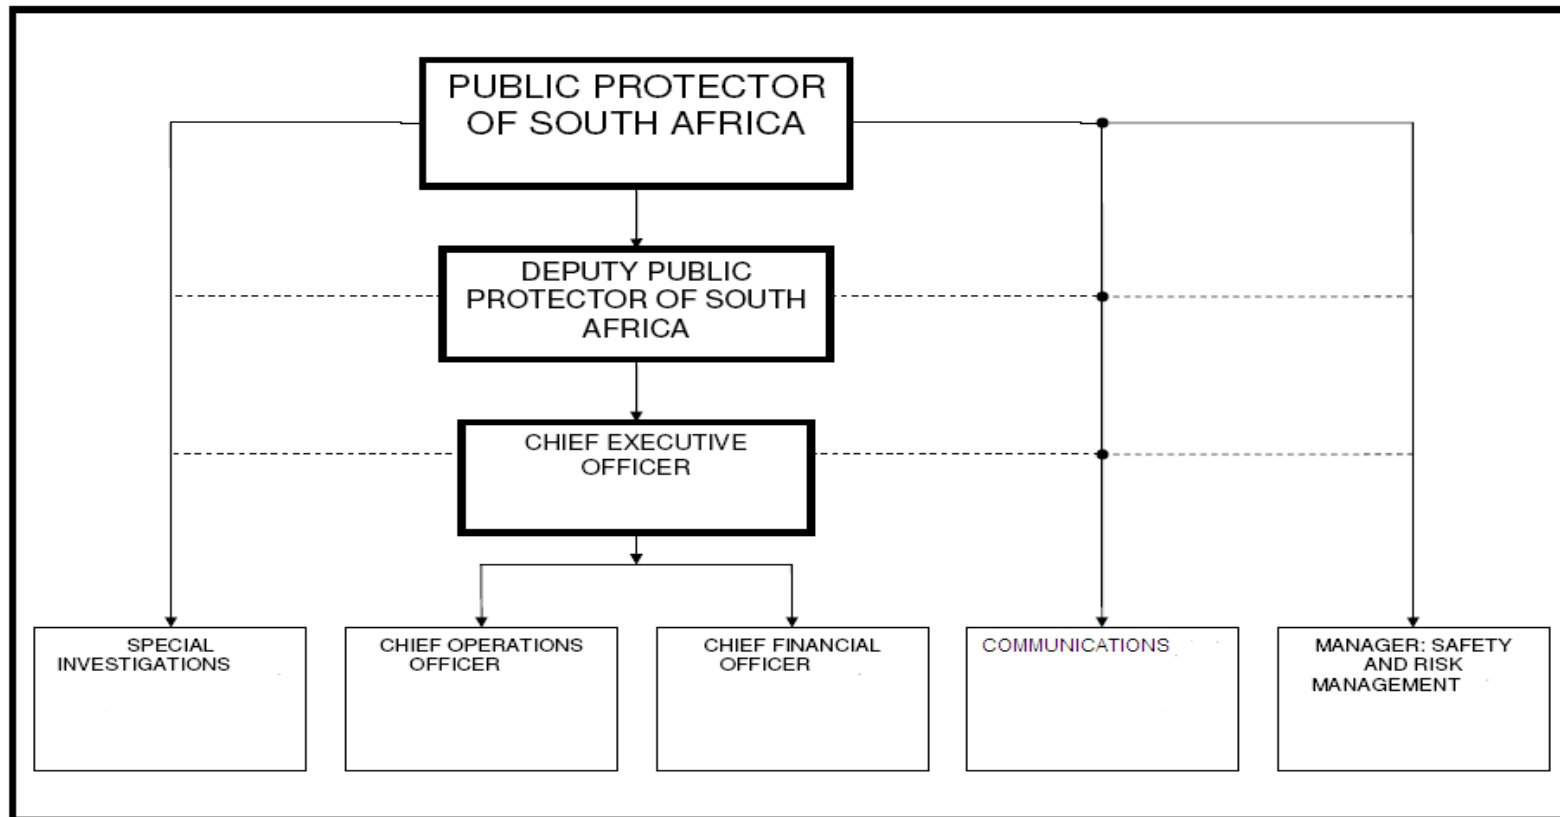 PUBLIC PROTECTOR
OF SOUTH AFRICA
DEPUTY PUBLIC
PROTECTOR OF SOUTH
AFRICA
CHIEF EXECUTIVE
OFFICER
SPECIAL
INVESTIGATIONS
CHIEF OPERATIONS
OFFICER
CHIEF FINANCIAL
OFFICER
COMMUNICATIONS
MANAGER: SAFETY
AND RISK
MANAGEMENT